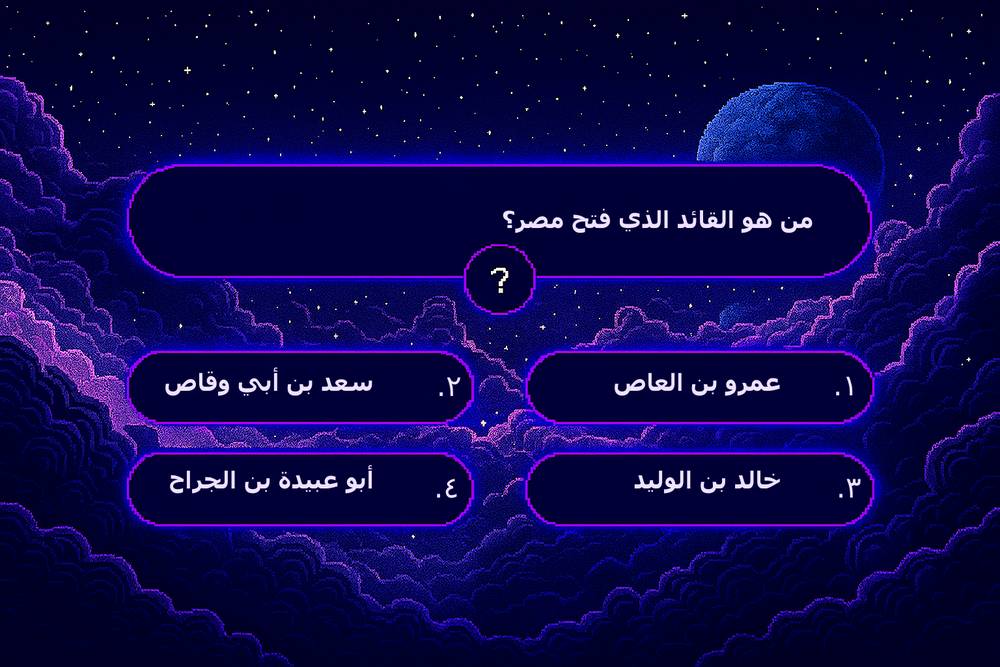 من هو القائد الذي فتح مصر؟
?
١. عمرو بن العاص
٢. سعد بن أبي وقاص
٣. خالد بن الوليد
٤. أبو عبيدة بن الجراح